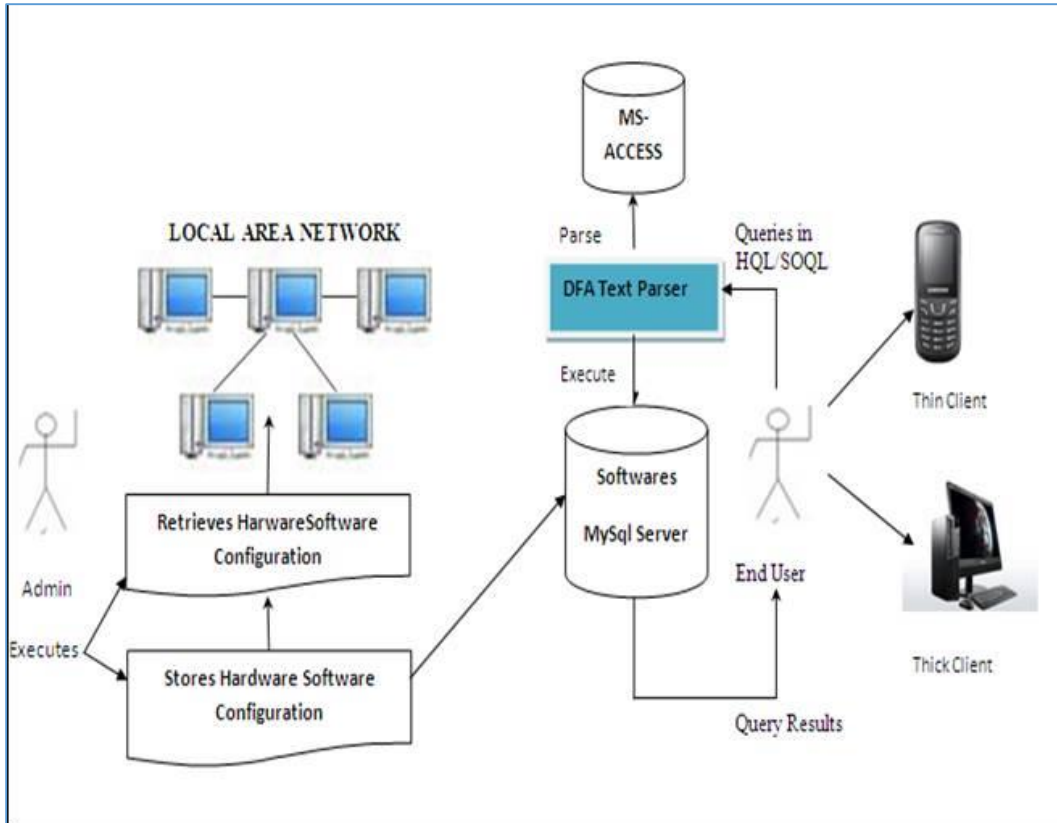 MS-
ACCESS
LOCAL AREA NETWORK
Parse
Queries in
HQL/SOQL
DFA Text Parser
Execute
Thin Client
Softwares
MySql Server
Retrieves HarwareSoftware
Configuration
Admin
End User
Executes
Stores Hardware Software
Configuration
Thick Client
Query Results